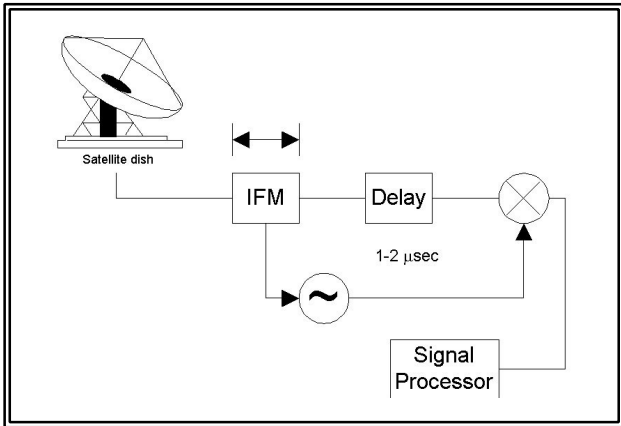 Satellite dish
IFM
Delay
1-2 μsec
~
Signal
Processor